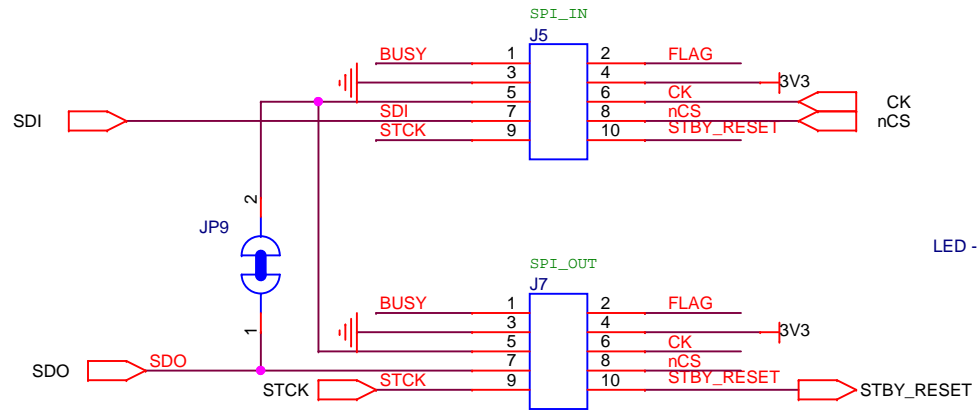 SPI_IN
J5
BUSY 1 2 FLAG
3 4 3V3
5 6 CK CK
SDI SDI 7 8 nCS nCS
STCK 9 10 STBY_RESET
2
JP9
LED -
1
SPI_OUT
J7
BUSY 1 2 FLAG
3 4 3V3
5 6 CK
SDO SDO 7 8 nCS
STCK STCK 9 10 STBY_RESET STBY_RESET